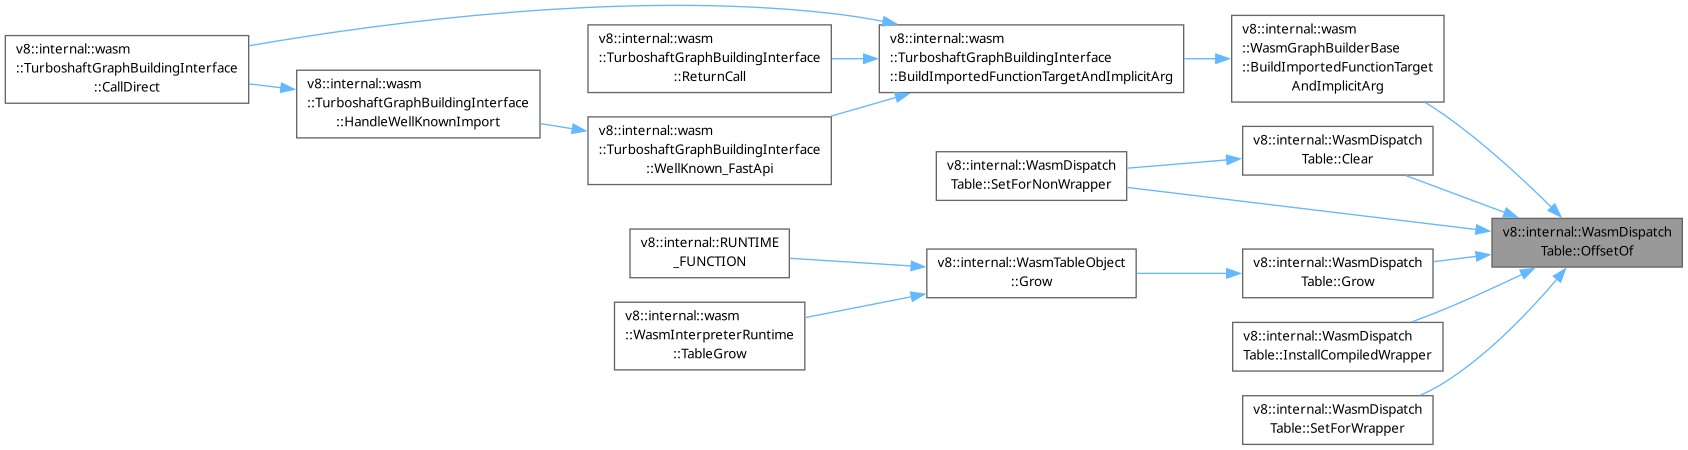 v8::internal::wasm
::TurboshaftGraphBuildingInterface
::CallDirect
v8::internal::wasm
::TurboshaftGraphBuildingInterface
::HandleWellKnownImport
v8::internal::wasm
::TurboshaftGraphBuildingInterface
::ReturnCall
v8::internal::wasm
::TurboshaftGraphBuildingInterface
::WellKnown_FastApi
v8::internal::wasm
::TurboshaftGraphBuildingInterface
::BuildImportedFunctionTargetAndImplicitArg
v8::internal::wasm
::WasmGraphBuilderBase
::BuildImportedFunctionTarget
AndImplicitArg
v8::internal::WasmDispatch
Table::SetForNonWrapper
v8::internal::WasmDispatch
Table::Clear
v8::internal::WasmDispatch
Table::OffsetOf
v8::internal::RUNTIME
_FUNCTION
v8::internal::wasm
::WasmInterpreterRuntime
::TableGrow
v8::internal::WasmTableObject
::Grow
v8::internal::WasmDispatch
Table::Grow
v8::internal::WasmDispatch
Table::InstallCompiledWrapper
v8::internal::WasmDispatch
Table::SetForWrapper